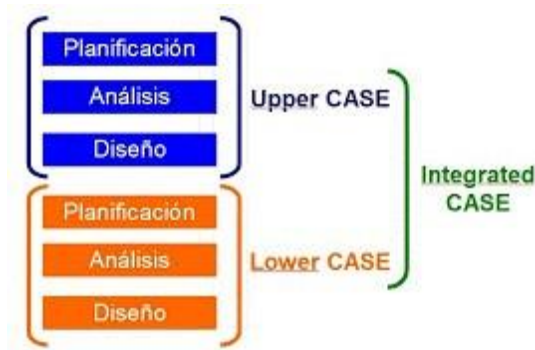 Planificación
Análisis
Diseño
Upper CASE
Planificación
Análisis
Diseño
Lower CASE
Integrated
CASE